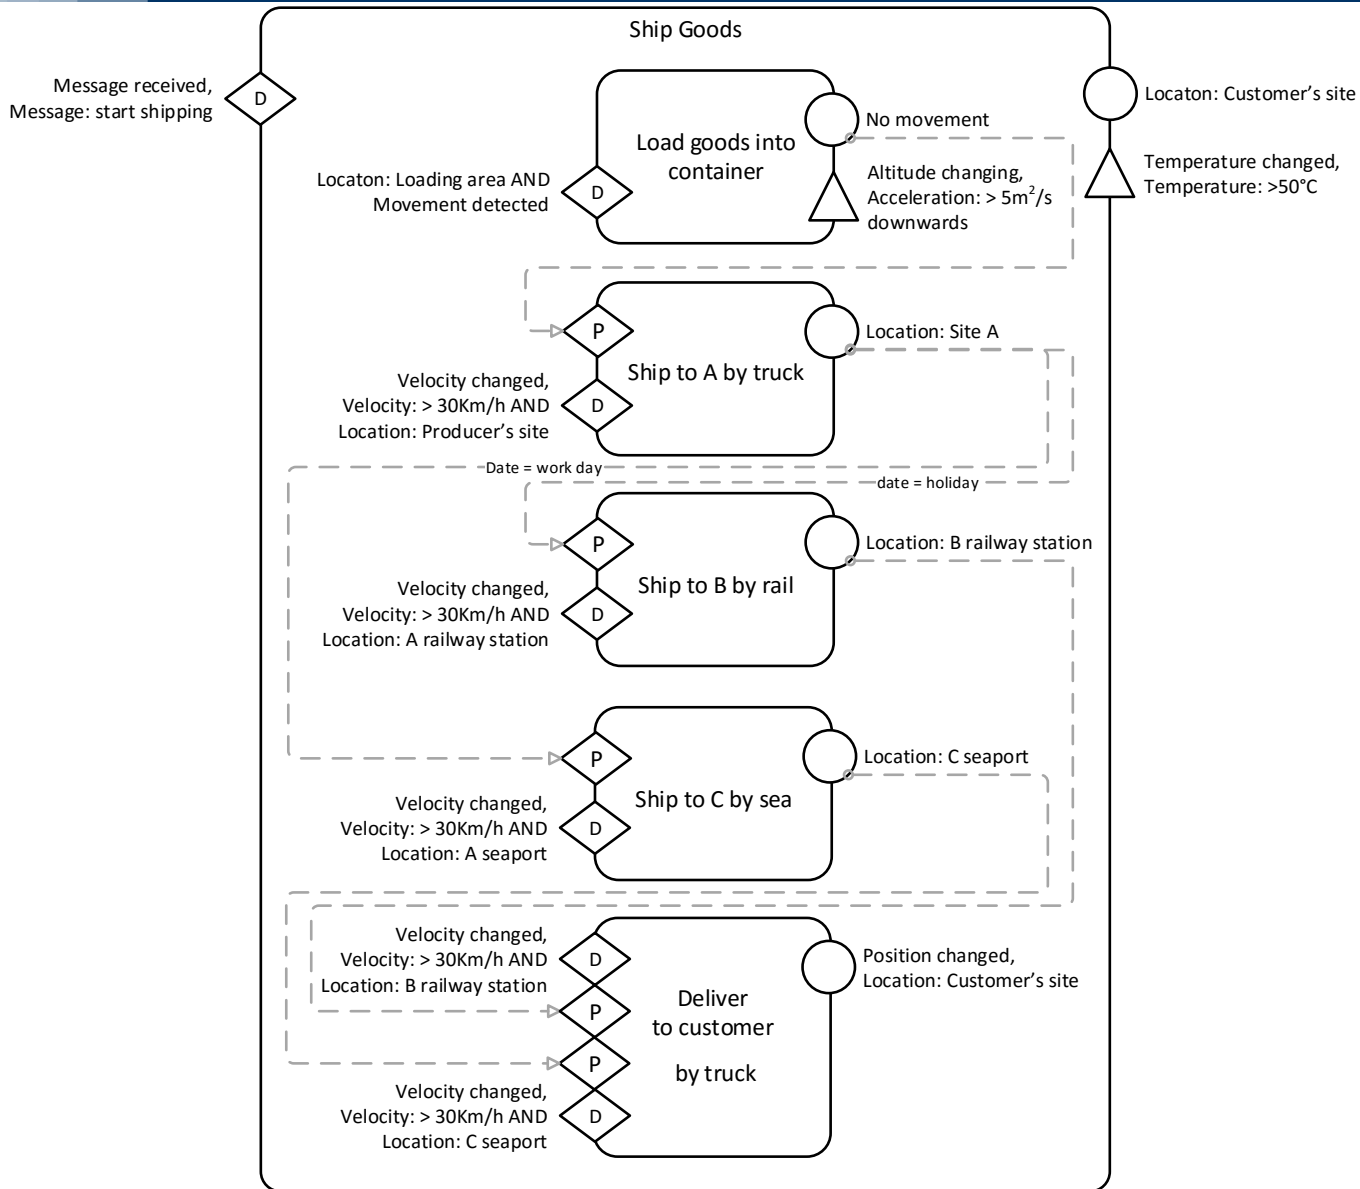 Ship Goods
Message received,
Message: start shipping
D
Locaton: Customer's site
Temperature changed,
Temperature: >50°C
Load goods into
container
No movement
Locaton: Loading area AND
Movement detected
D
Altitude changing,
Acceleration: > 5m²/s
downwards
P
Location: Site A
Ship to A by truck
Velocity changed,
Velocity: > 30Km/h AND
Location: Producer's site
D
Date = work day
date = holiday
P
Location: B railway station
Ship to B by rail
Velocity changed,
Velocity: > 30Km/h AND
Location: A railway station
D
P
Location: C seaport
Ship to C by sea
Velocity changed,
Velocity: > 30Km/h AND
Location: A seaport
D
Velocity changed,
Velocity: > 30Km/h AND
Location: B railway station
D
P
P
D
Deliver
to customer
by truck
Position changed,
Location: Customer's site
Velocity changed,
Velocity: > 30Km/h AND
Location: C seaport